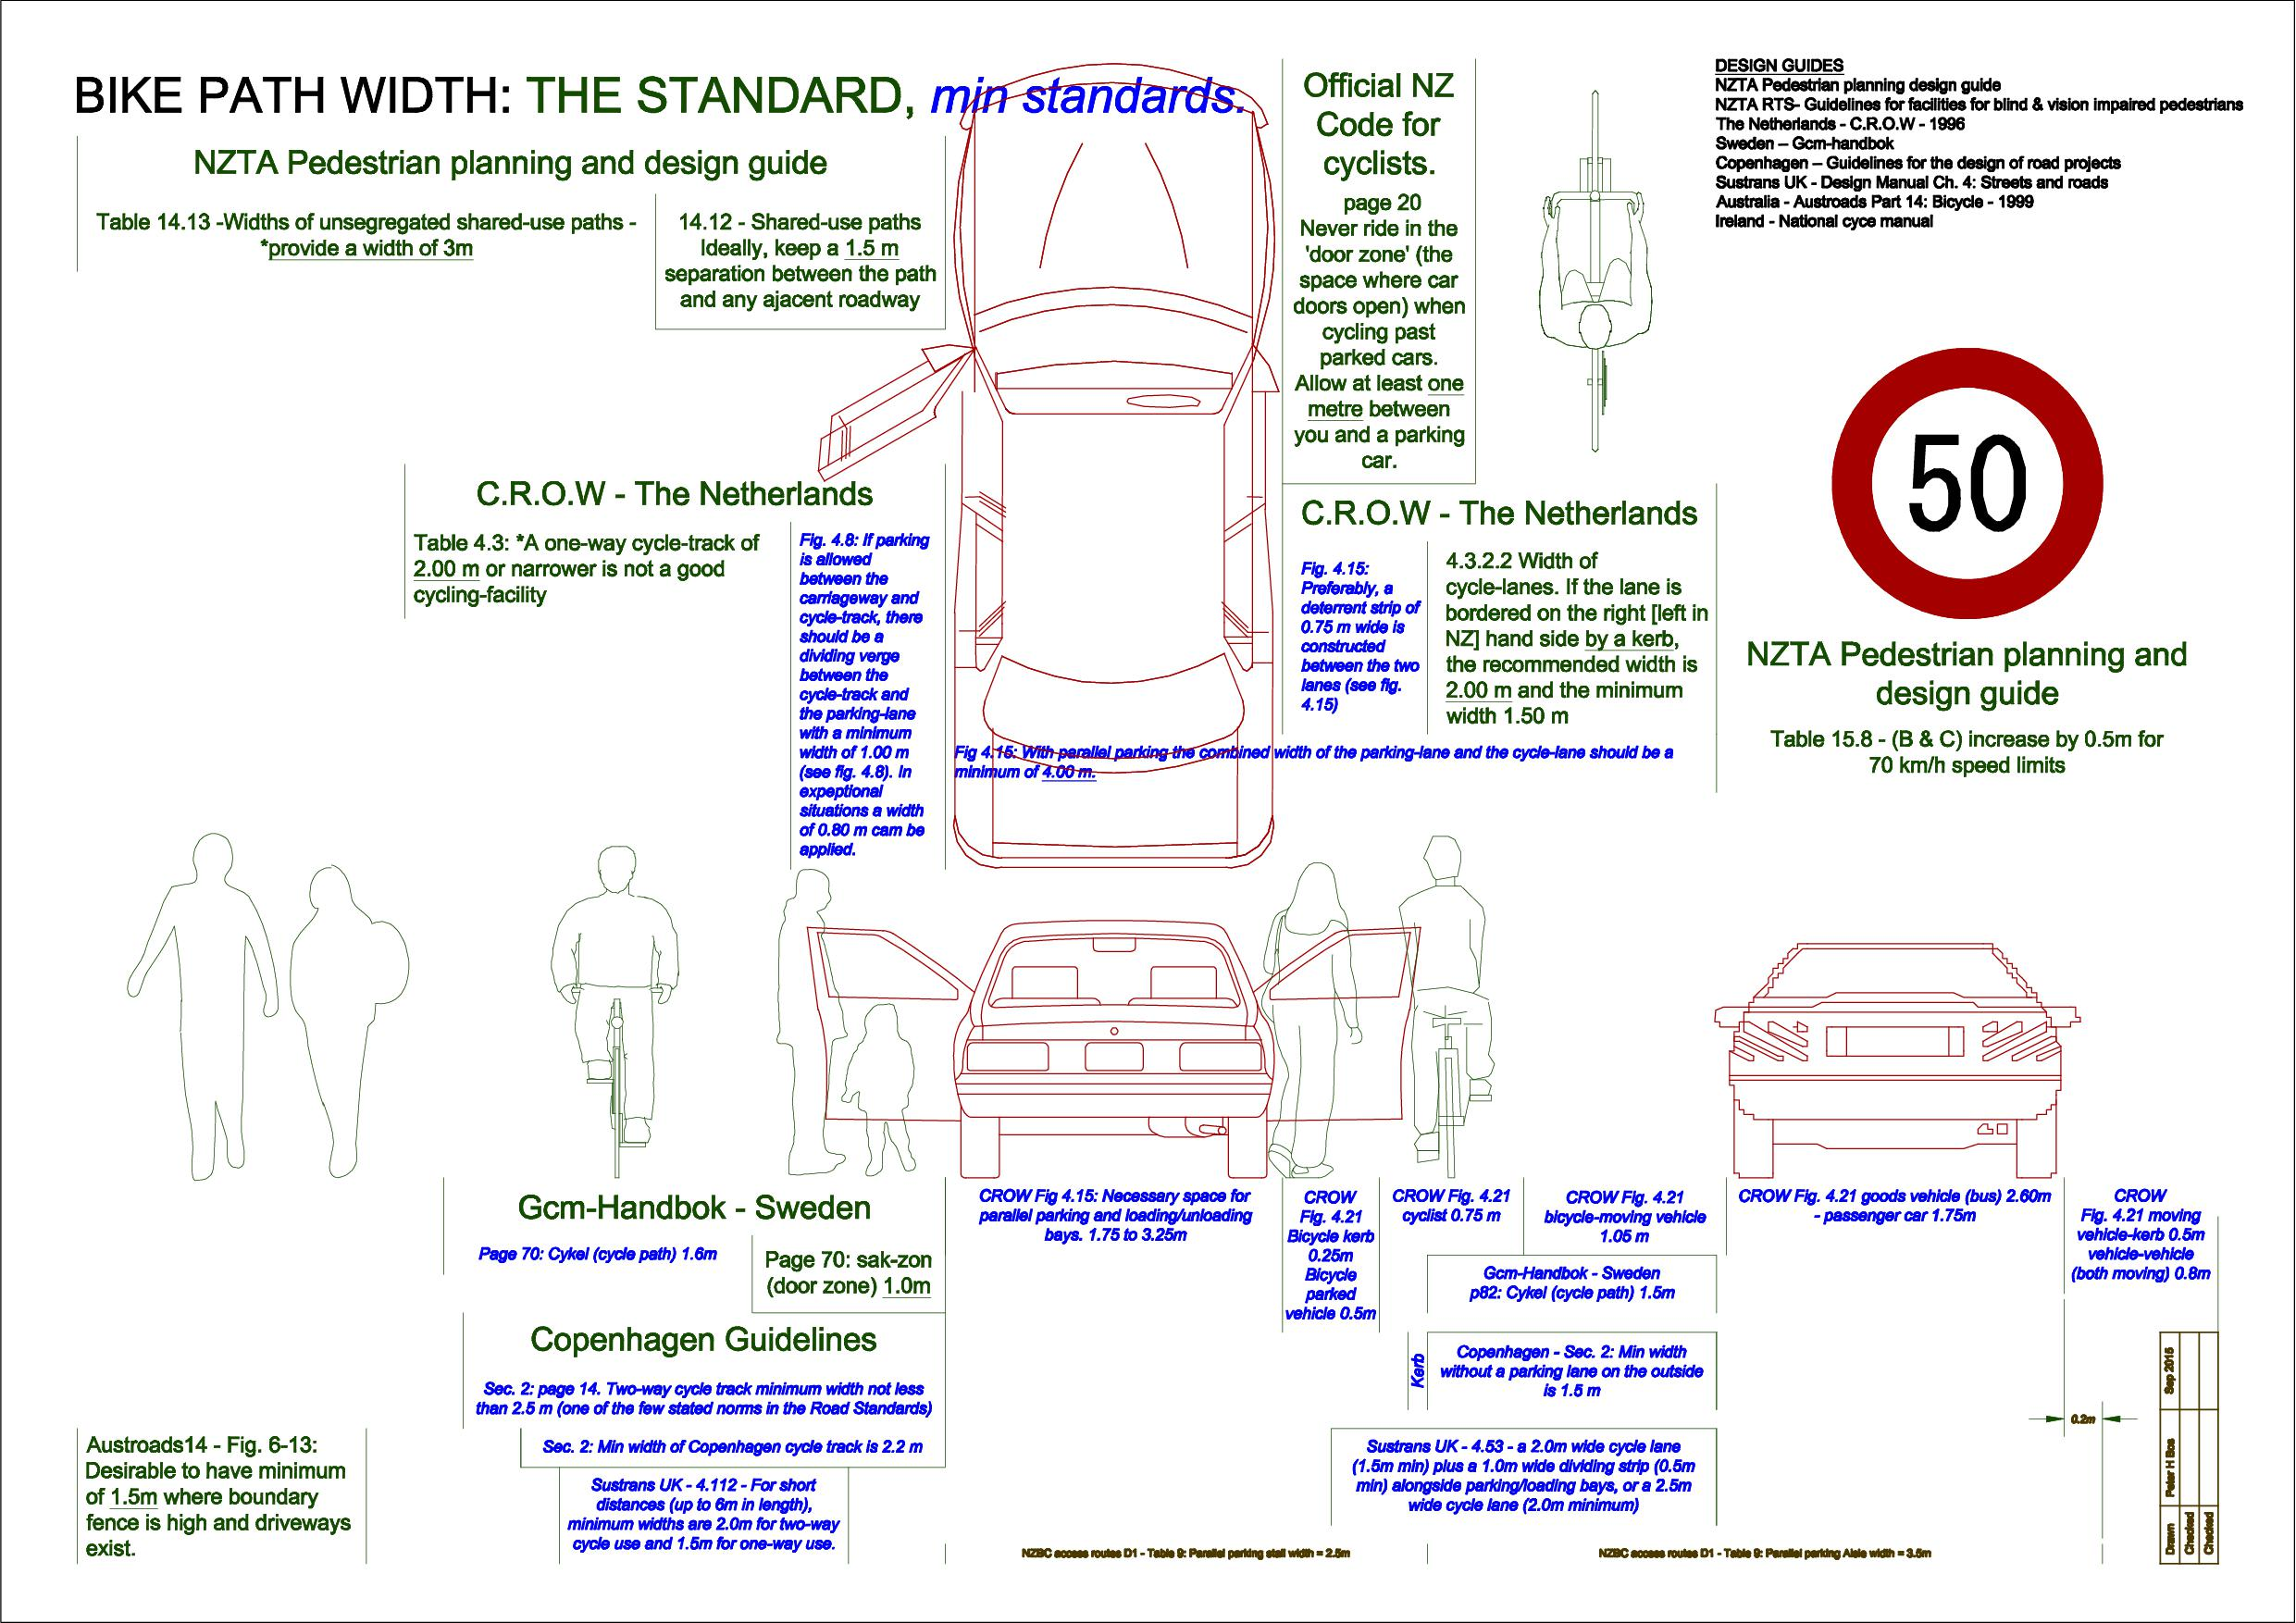 BIKE PATH WIDTH: THE STANDARD, min standards.
NZTA Pedestrian planning and design guide
Table 14.13 -Widths of unsegregated shared-use paths -
*provide a width of 3m
14.12 - Shared-use paths
Ideally, keep a 1.5 m
separation between the path
and any ajacent roadway
Official NZ
Code for
cyclists.
page 20
Never ride in the
'door zone' (the
space where car
doors open) when
cycling past
parked cars.
Allow at least one
metre between
you and a parking
car.
DESIGN GUIDES
NZTA Pedestrian planning design guide
NZTA RTS- Guidelines for facilities for blind & vision impaired pedestrians
The Netherlands - C.R.O.W - 1996
Sweden – Gcm-handbok
Copenhagen – Guidelines for the design of road projects
Sustrans UK - Design Manual Ch. 4: Streets and roads
Australia - Austroads Part 14: Bicycle - 1999
Ireland - National cyce manual
50
NZTA Pedestrian planning and
design guide
Table 15.8 - (B & C) increase by 0.5m for
70 km/h speed limits
C.R.O.W - The Netherlands
Table 4.3: *A one-way cycle-track of
2.00 m or narrower is not a good
cycling-facility
Fig. 4.8: If parking
is allowed
between the
carriageway and
cycle-track, there
should be a
dividing verge
between the
cycle-track and
the parking-lane
with a minimum
width of 1.00 m
(see fig. 4.8). In
expeptional
situations a width
of 0.80 m cam be
applied.
C.R.O.W - The Netherlands
Fig. 4.15:
Preferably, a
deterrent strip of
0.75 m wide is
constructed
between the two
lanes (see fig.
4.15)
4.3.2.2 Width of
cycle-lanes. If the lane is
bordered on the right [left in
NZ] hand side by a kerb,
the recommended width is
2.00 m and the minimum
width 1.50 m
Fig 4.15: With parallel parking the combined width of the parking-lane and the cycle-lane should be a
minimum of 4.00 m.
Gcm-Handbok - Sweden
Page 70: Cykel (cycle path) 1.6m
Page 70: sak-zon
(door zone) 1.0m
CROW Fig 4.15: Necessary space for
parallel parking and loading/unloading
bays. 1.75 to 3.25m
CROW
Fig. 4.21
Bicycle kerb
0.25m
Bicycle
parked
vehicle 0.5m
CROW Fig. 4.21
cyclist 0.75 m
CROW Fig. 4.21
bicycle-moving vehicle
1.05 m
CROW Fig. 4.21 goods vehicle (bus) 2.60m
- passenger car 1.75m
CROW
Fig. 4.21 moving
vehicle-kerb 0.5m
vehicle-vehicle
(both moving) 0.8m
Gcm-Handbok - Sweden
p82: Cykel (cycle path) 1.5m
Copenhagen Guidelines
Sec. 2: page 14. Two-way cycle track minimum width not less
than 2.5 m (one of the few stated norms in the Road Standards)
Sec. 2: Min width of Copenhagen cycle track is 2.2 m
Sustrans UK - 4.112 - For short
distances (up to 6m in length),
minimum widths are 2.0m for two-way
cycle use and 1.5m for one-way use.
Kerb
Copenhagen - Sec. 2: Min width
without a parking lane on the outside
is 1.5 m
Sustrans UK - 4.53 - a 2.0m wide cycle lane
(1.5m min) plus a 1.0m wide dividing strip (0.5m
min) alongside parking/loading bays, or a 2.5m
wide cycle lane (2.0m minimum)
Austroads14 - Fig. 6-13:
Desirable to have minimum
of 1.5m where boundary
fence is high and driveways
exist.
NZBC access routes D1 - Table 9: Parallel parking stall width = 2.5m
NZBC access routes D1 - Table 9: Parallel parking Aisle width = 3.5m
0.2m
Drawn Peter H Bos Sep 2015
Checked
Checked